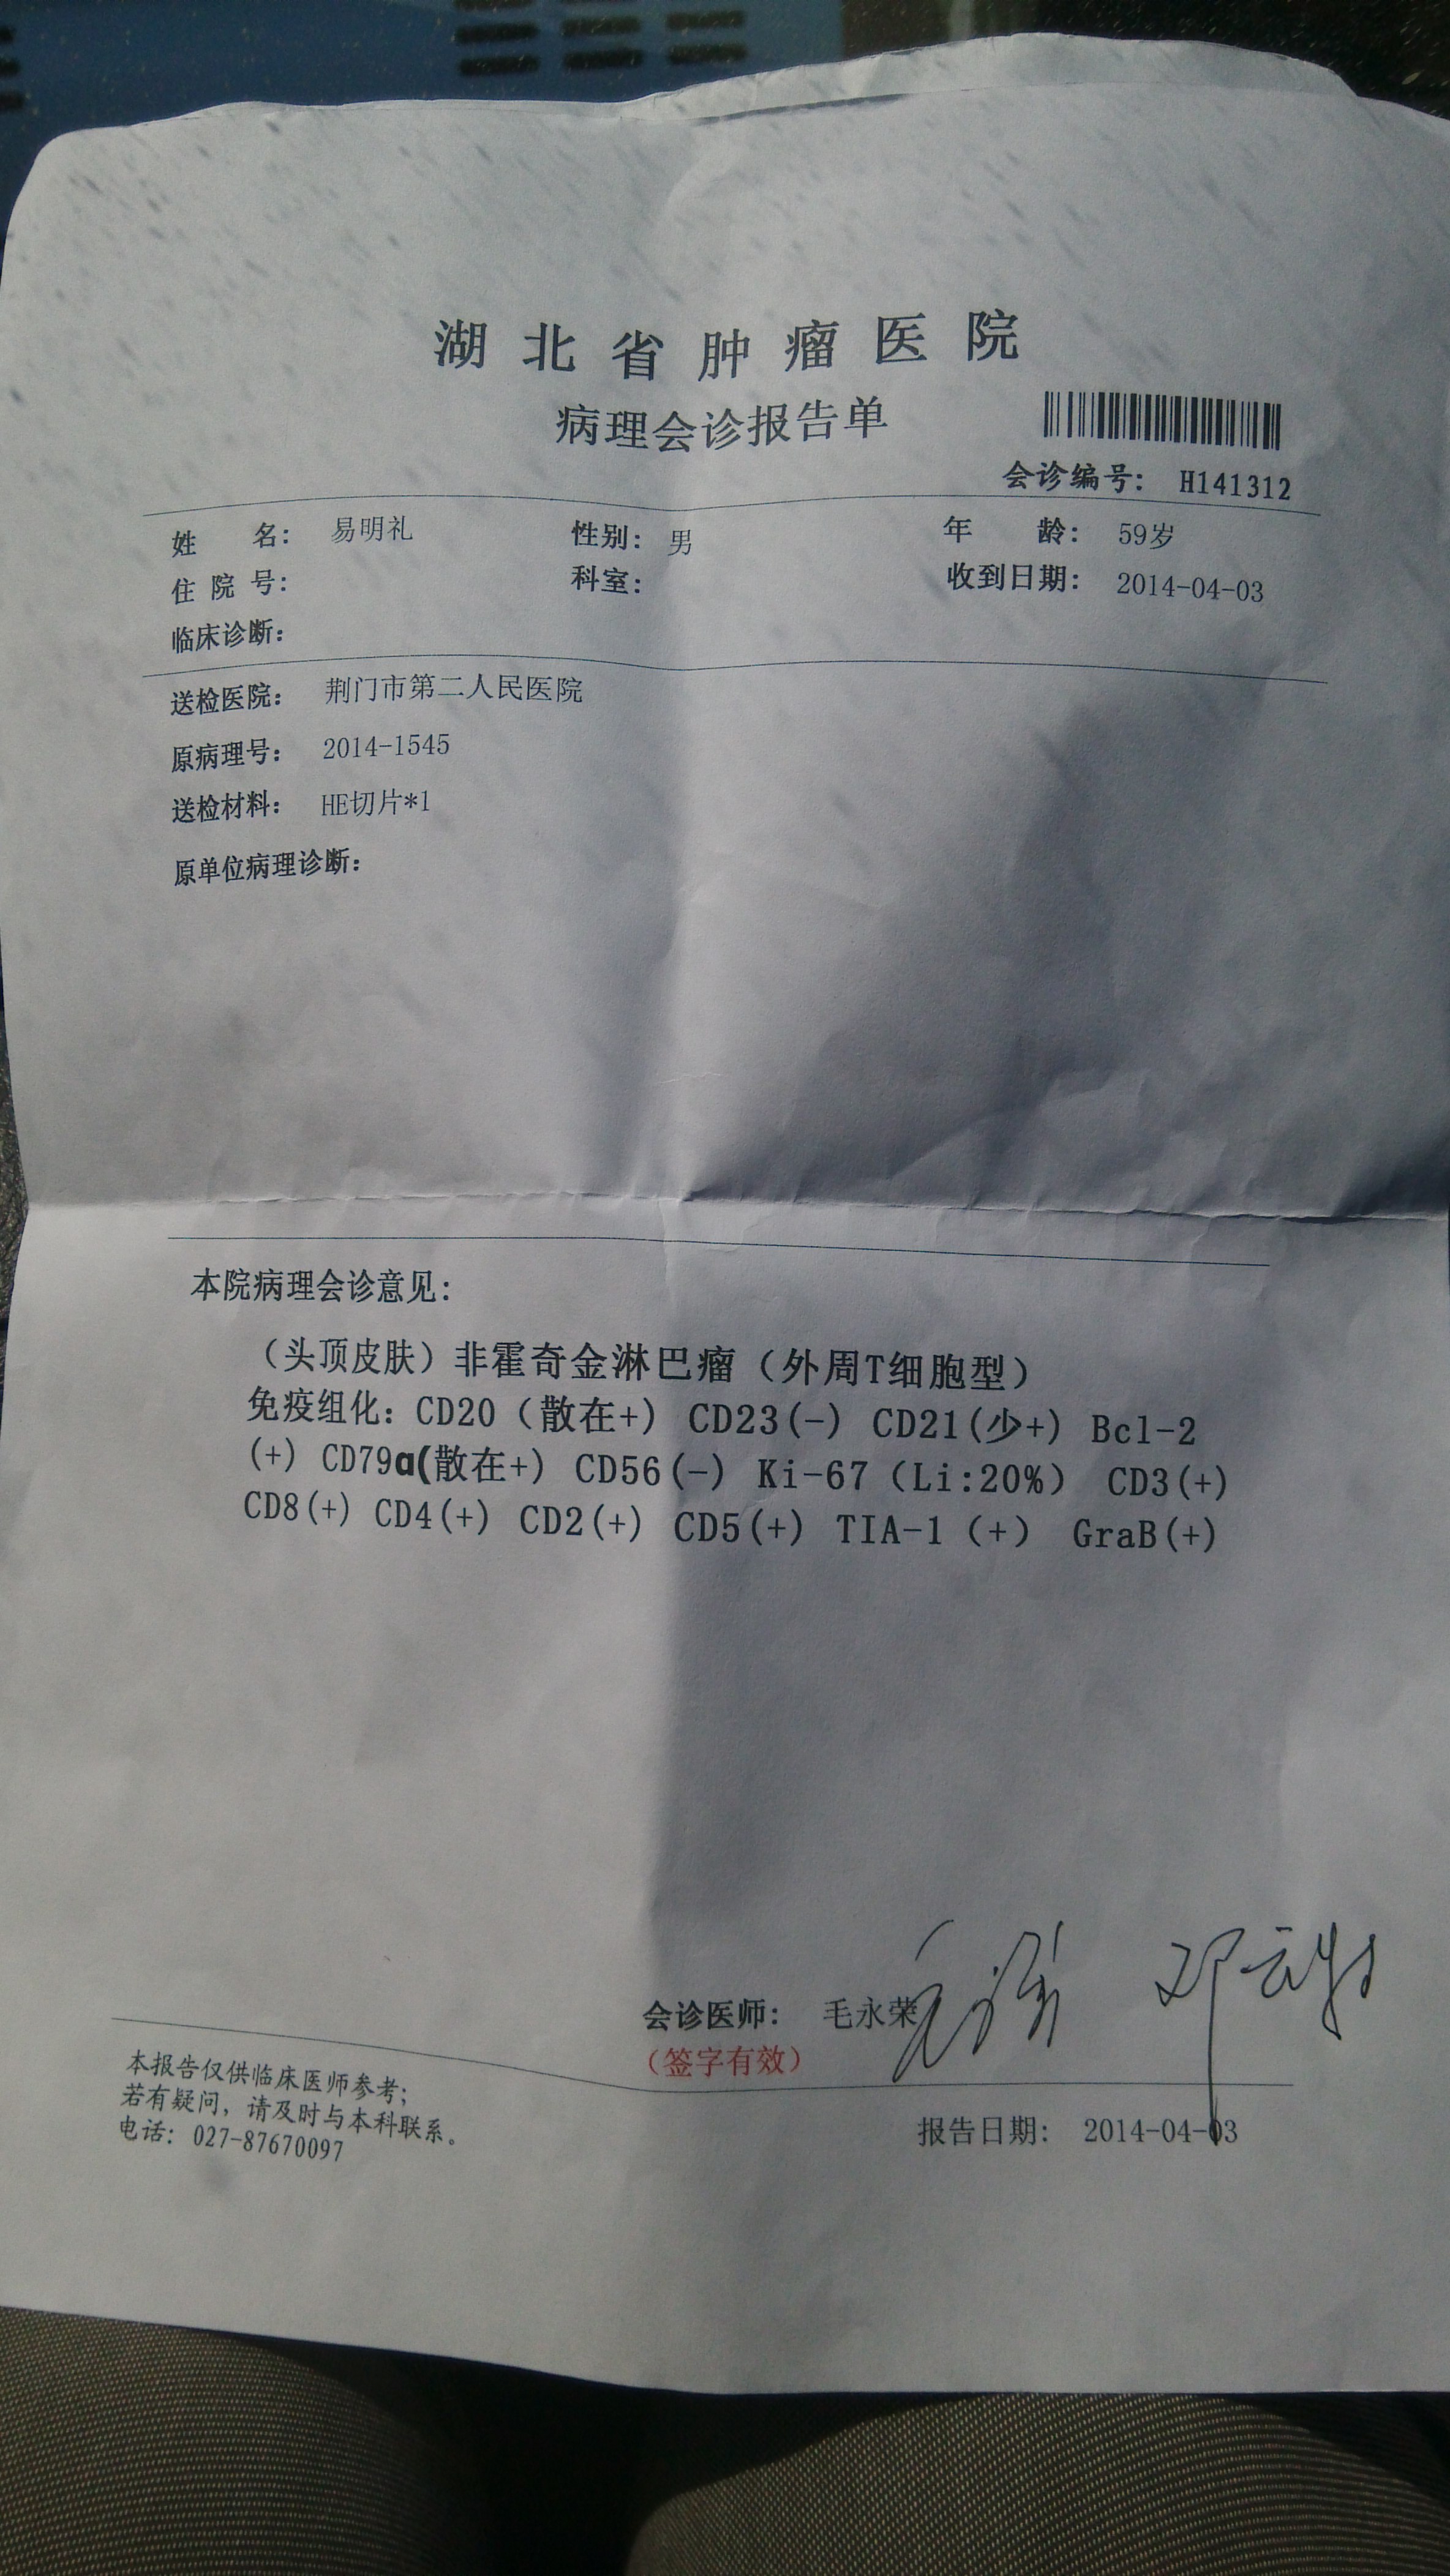 湖北省肿瘤医院
病理会诊报告单
会诊编号: H141312
姓 名: 易明礼 性别: 男 年 龄: 59岁
住院号: 科室: 收到日期: 2014-04-03
临床诊断:
送检医院: 荆门市第二人民医院
原病理号: 2014-1545
送检材料: HE切片*1
原单位病理诊断:
本院病理会诊意见:
（头顶皮肤）非霍奇金淋巴瘤（外周T细胞型）
免疫组化: CD20（散在+) CD23(-) CD21(少+) Bcl-2
(+) CD79a(散在+) CD56(-) Ki-67（Li:20%） CD3(+)
CD8(+) CD4(+) CD2(+) CD5(+) TIA-1（+） GraB(+)
会诊医师: 毛永荣
（签字有效）
本报告仅供临床医师参考;
若有疑问，请及时与本科联系。
电话: 027-87670097
报告日期: 2014-04-03